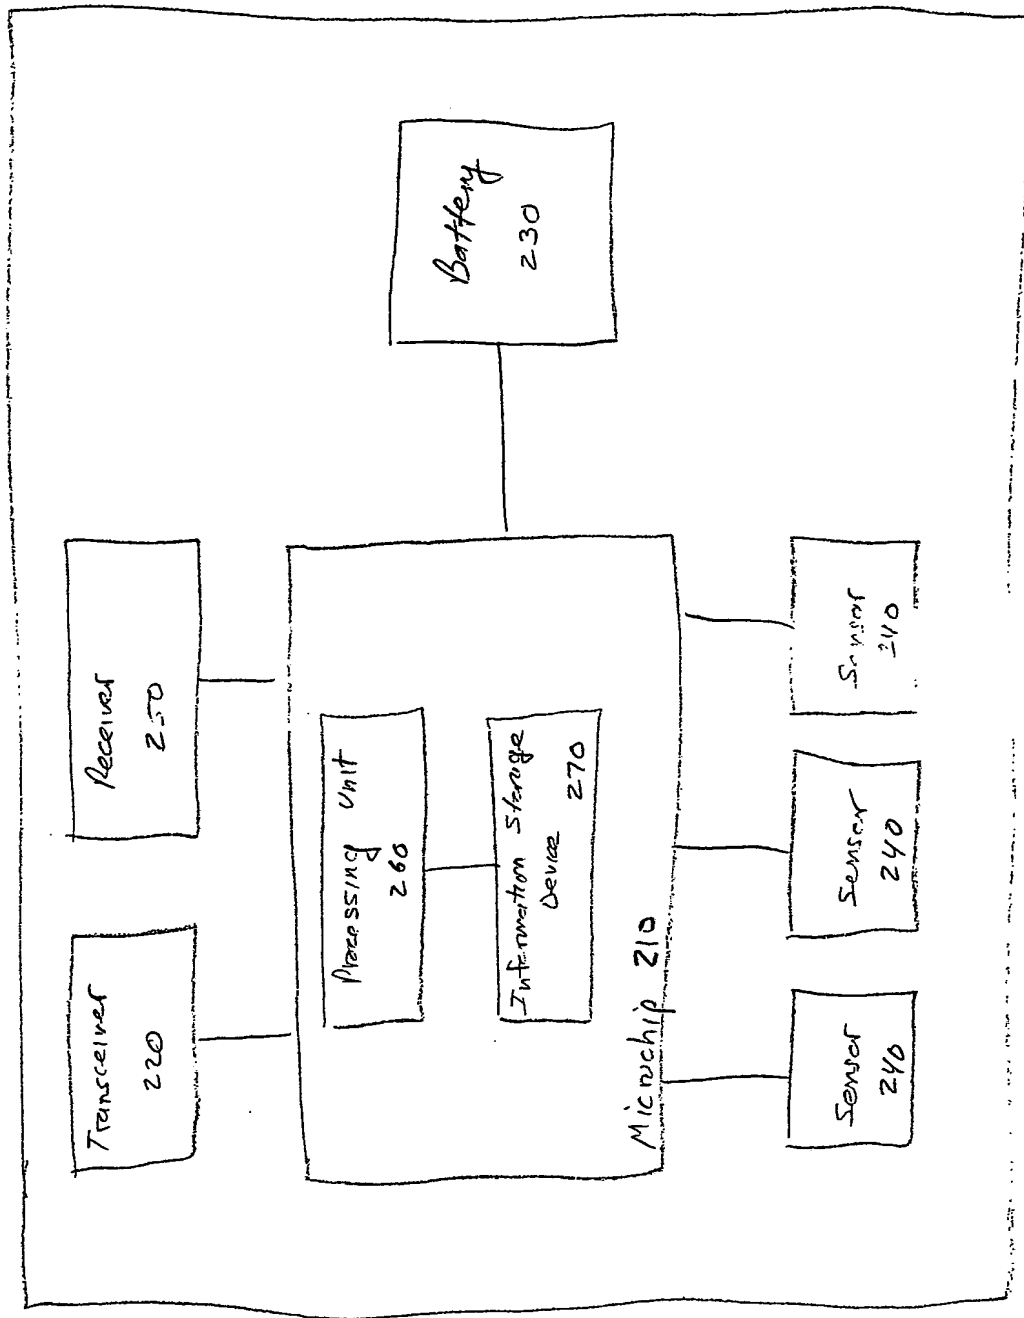 Transceiver
220
Receiver
250
Processing Unit
260
Information Storage
Device
270
Microchip 210
Battery
230
Sensor
240
Sensor
240
Sensor
240